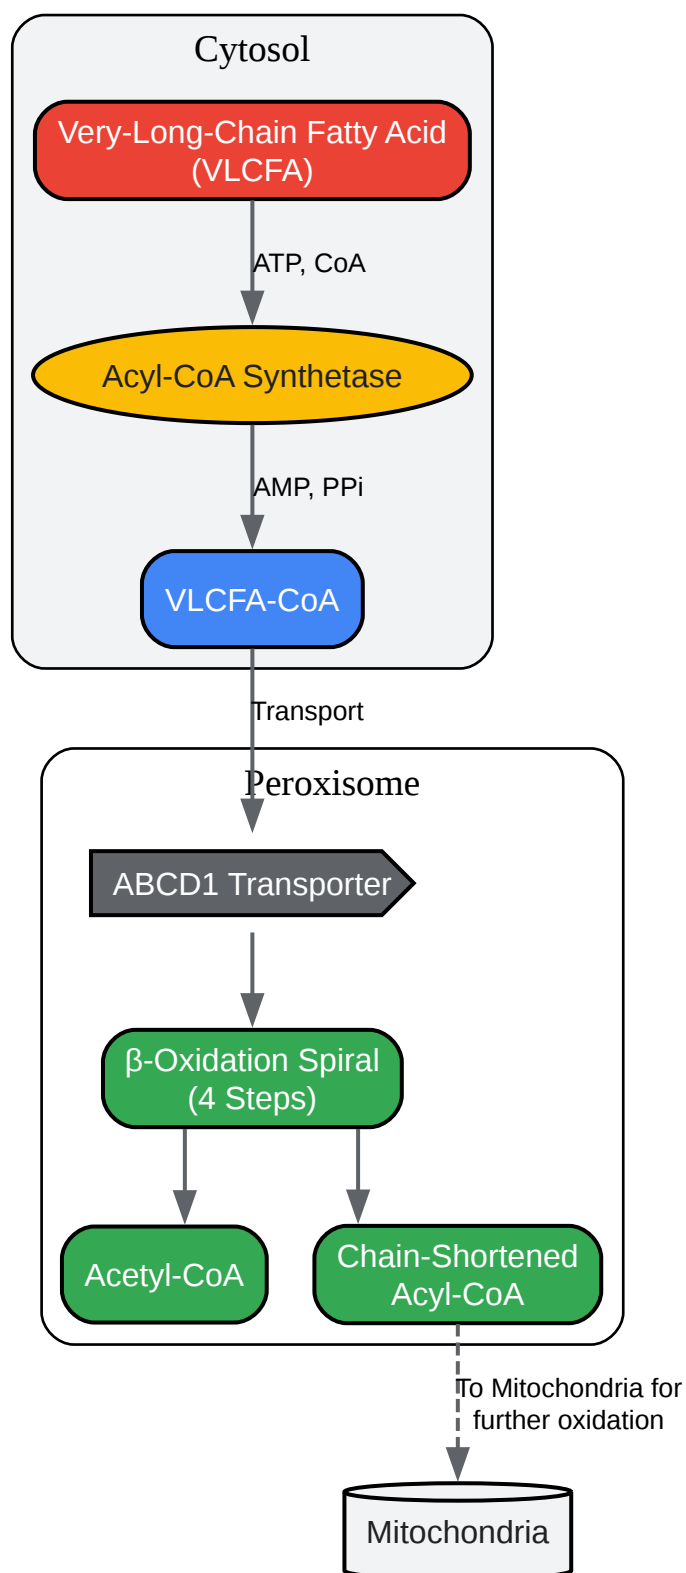 Cytosol
Very-Long-Chain Fatty Acid
(VLCFA)
ATP, CoA
Acyl-CoA Synthetase
AMP, PPi
VLCFA-CoA
Transport
Peroxisome
ABCD1 Transporter
β-Oxidation Spiral
(4 Steps)
Acetyl-CoA
Chain-Shortened
Acyl-CoA
To Mitochondria for
further oxidation
Mitochondria